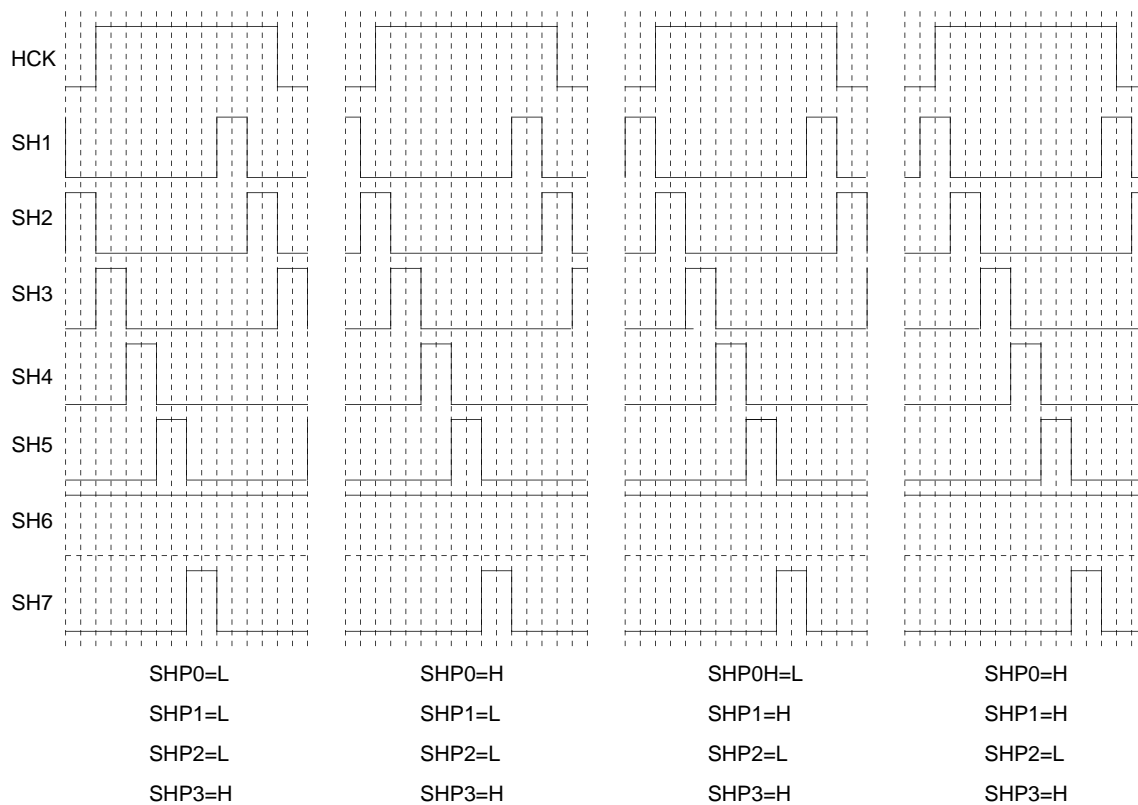 HCK
SH1
SH2
SH3
SH4
SH5
SH6
SH7
SHP0=L SHP0=H SHP0H=L SHP0=H
SHP1=L SHP1=L SHP1=H SHP1=H
SHP2=L SHP2=L SHP2=L SHP2=L
SHP3=H SHP3=H SHP3=H SHP3=H